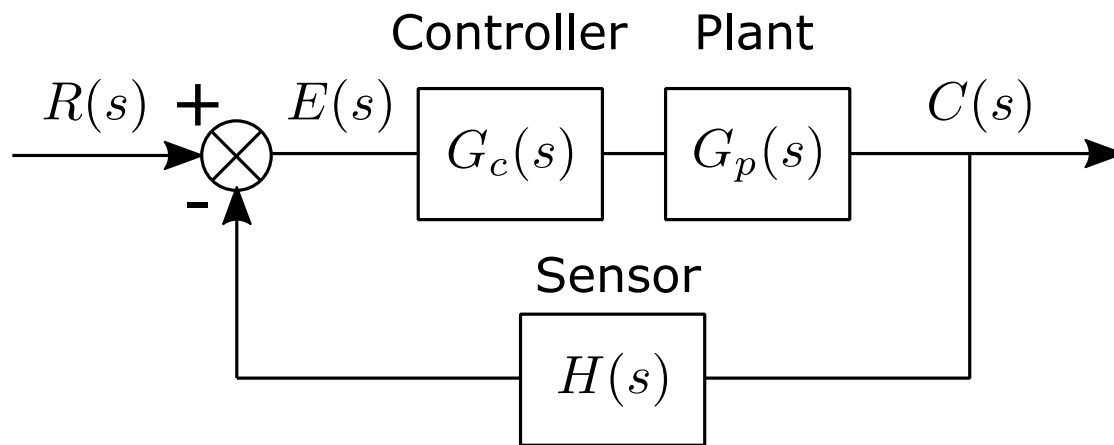 Controller Plant
R(s) + E(s) C(s)
G_c(s) G_p(s)
-
Sensor
H(s)